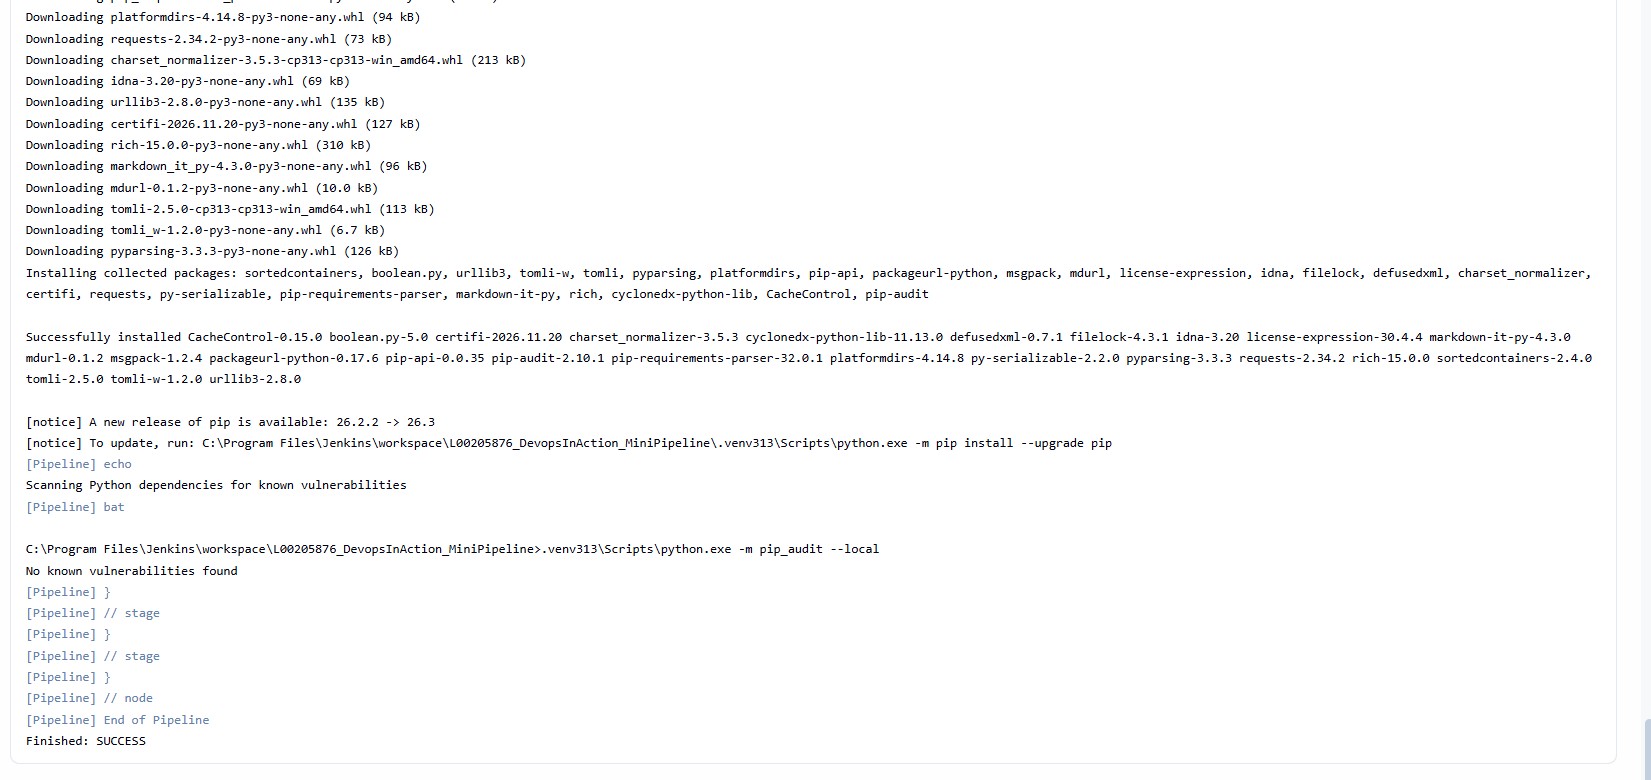 Downloading platformdirs-4.14.8-py3-none-any.whl (94 kB)
Downloading requests-2.34.2-py3-none-any.whl (73 kB)
Downloading charset_normalizer-3.5.3-cp313-cp313-win_amd64.whl (213 kB)
Downloading idna-3.20-py3-none-any.whl (69 kB)
Downloading urllib3-2.8.0-py3-none-any.whl (135 kB)
Downloading certifi-2026.11.20-py3-none-any.whl (127 kB)
Downloading rich-15.0.0-py3-none-any.whl (310 kB)
Downloading markdown_it_py-4.3.0-py3-none-any.whl (96 kB)
Downloading mdurl-0.1.2-py3-none-any.whl (10.0 kB)
Downloading tomli-2.5.0-cp313-cp313-win_amd64.whl (113 kB)
Downloading tomli_w-1.2.0-py3-none-any.whl (6.7 kB)
Downloading pyparsing-3.3.3-py3-none-any.whl (126 kB)
Installing collected packages: sortedcontainers, boolean.py, urllib3, tomli-w, tomli, pyparsing, platformdirs, pip-api, packageurl-python, msgpack, mdurl, license-expression, idna, filelock, defusedxml, charset_normalizer,
certifi, requests, py-serializable, pip-requirements-parser, markdown-it-py, rich, cyclonedx-python-lib, CacheControl, pip-audit
Successfully installed CacheControl-0.15.0 boolean.py-5.0 certifi-2026.11.20 charset_normalizer-3.5.3 cyclonedx-python-lib-11.13.0 defusedxml-0.7.1 filelock-4.3.1 idna-3.20 license-expression-30.4.4 markdown-it-py-4.3.0
mdurl-0.1.2 msgpack-1.2.4 packageurl-python-0.17.6 pip-api-0.0.35 pip-audit-2.10.1 pip-requirements-parser-32.0.1 platformdirs-4.14.8 py-serializable-2.2.0 pyparsing-3.3.3 requests-2.34.2 rich-15.0.0 sortedcontainers-2.4.0
tomli-2.5.0 tomli-w-1.2.0 urllib3-2.8.0
[notice] A new release of pip is available: 26.2.2 -> 26.3
[notice] To update, run: C:\Program Files\Jenkins\workspace\L00205876_DevopsInAction_MiniPipeline\.venv313\Scripts\python.exe -m pip install --upgrade pip
[Pipeline] echo
Scanning Python dependencies for known vulnerabilities
[Pipeline] bat
C:\Program Files\Jenkins\workspace\L00205876_DevopsInAction_MiniPipeline>.venv313\Scripts\python.exe -m pip_audit --local
No known vulnerabilities found
[Pipeline] }
[Pipeline] // stage
[Pipeline] }
[Pipeline] // stage
[Pipeline] }
[Pipeline] // node
[Pipeline] End of Pipeline
Finished: SUCCESS